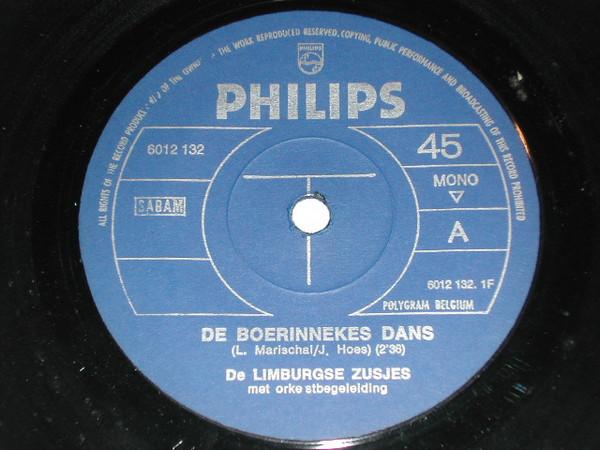 ALL RIGHTS OF THE RECORD PRODUCER AND OF THE OWNER OF THE WORK REPRODUCED RESERVED. COPYING, PUBLIC PERFORMANCE AND BROADCASTING OF THIS RECORD PROHIBITED
PHILIPS
PHILIPS
6012 132
45
SABAM
MONO
A
6012 132. 1F
POLYGRAM BELGIUM
DE BOERINNEKES DANS
(L. Marischal/J. Hoes) (2'36)
De LIMBURGSE ZUSJES
met orke stbegeleiding